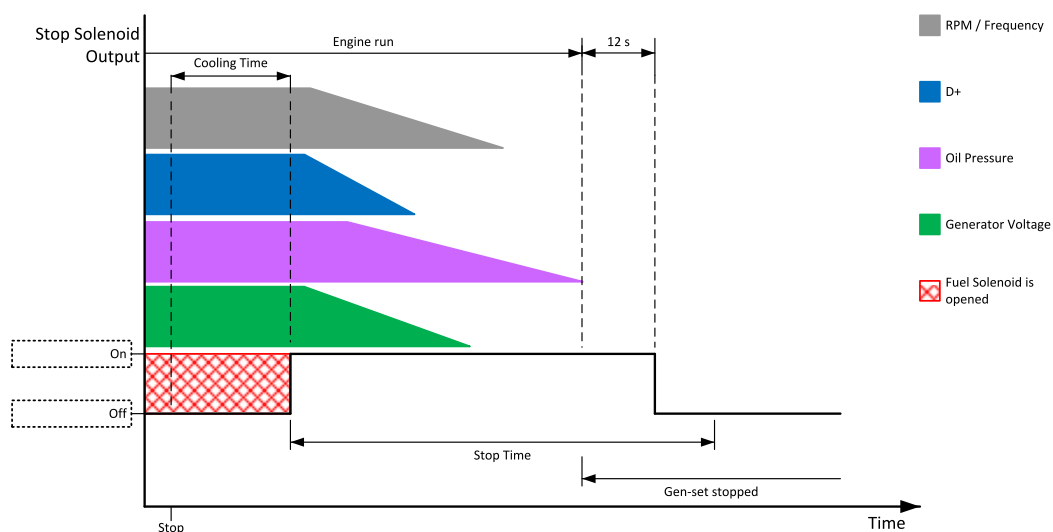 Stop Solenoid
Output
Engine run
12 s
Cooling Time
RPM / Frequency
D+
Oil Pressure
Generator Voltage
Fuel Solenoid is
opened
On
Off
Stop Time
Gen-set stopped
Stop
Time